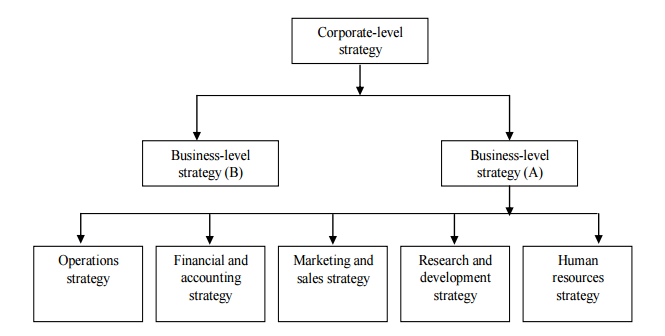 Corporate-level
strategy
Business-level
strategy (B)
Business-level
strategy (A)
Operations
strategy
Financial and
accounting
strategy
Marketing and
sales strategy
Research and
development
strategy
Human
resources
strategy